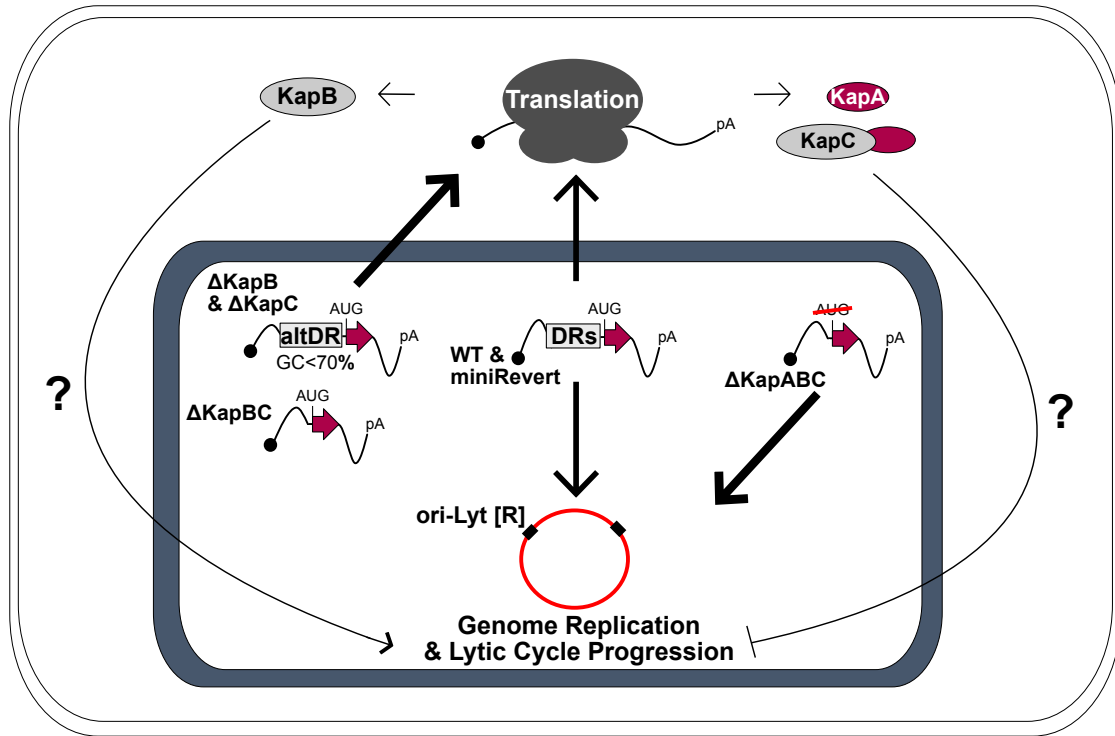 KapB
Translation
pA
KapA
KapC
ΔKapB
& ΔKapC
AUG
altDR
GC<70%
pA
ΔKapBC
AUG
pA
WT &
miniRevert
AUG
DRs
pA
AUG
pA
ΔKapABC
?
?
ori-Lyt [R]
Genome Replication
& Lytic Cycle Progression